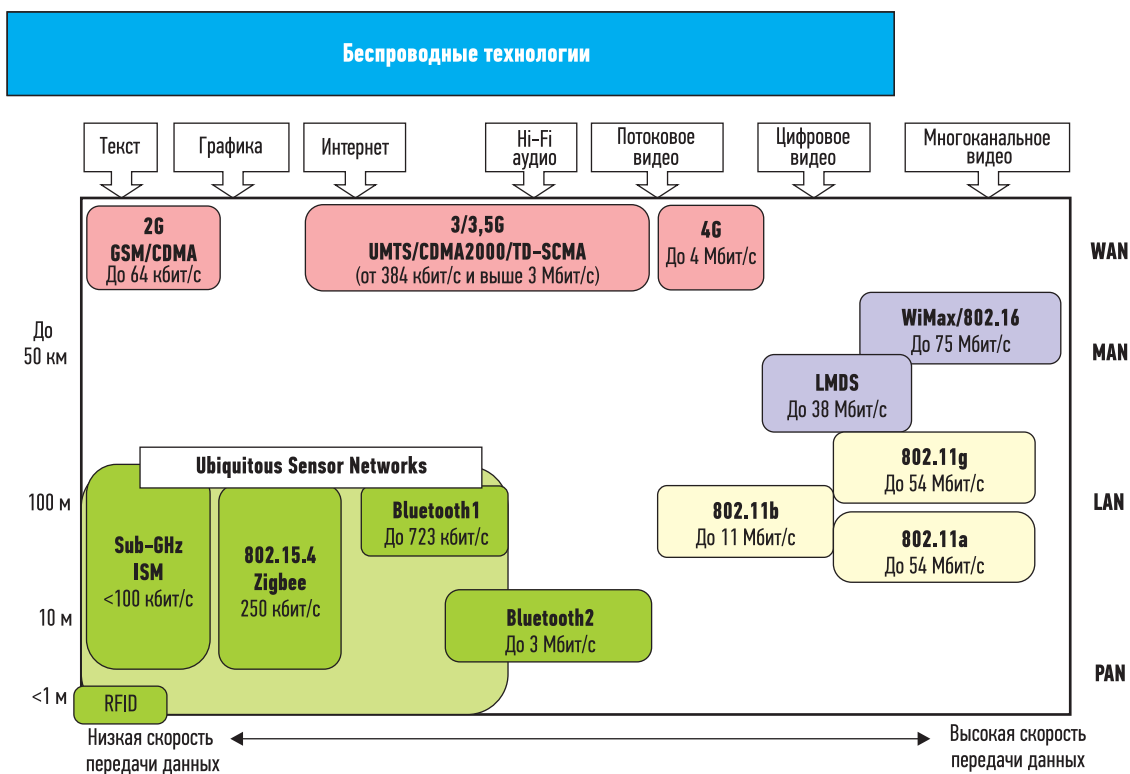 Беспроводные технологии
Текст
Графика
Интернет
Hi-Fi
аудио
Потоковое
видео
Цифровое
видео
Многоканальное
видео
2G
GSM/CDMA
До 64 кбит/с
3/3,5G
UMTS/CDMA2000/TD-SCMA
(от 384 кбит/с и выше 3 Мбит/с)
4G
До 4 Мбит/с
WAN
До
50 км
WiMax/802.16
До 75 Мбит/с
MAN
LMDS
До 38 Мбит/с
Ubiquitous Sensor Networks
802.11g
До 54 Мбит/с
100 м
Bluetooth1
До 723 кбит/с
802.11b
До 11 Мбит/с
LAN
Sub-GHz
ISM
<100 кбит/с
802.15.4
Zigbee
250 кбит/с
802.11a
До 54 Мбит/с
10 м
Bluetooth2
До 3 Мбит/с
PAN
<1 м
RFID
Низкая скорость
передачи данных
Высокая скорость
передачи данных